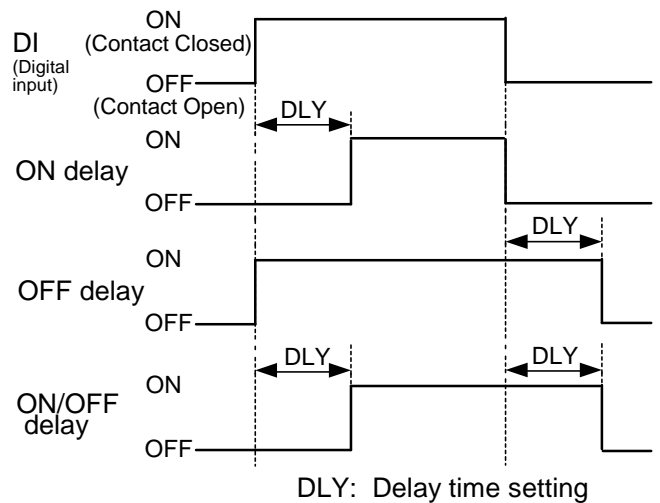 ON
DI (Contact Closed)
(Digital
input)
OFF
(Contact Open)
DLY
ON
ON delay
OFF
DLY
ON
OFF delay
OFF
DLY DLY
ON
ON/OFF
delay
OFF
DLY: Delay time setting